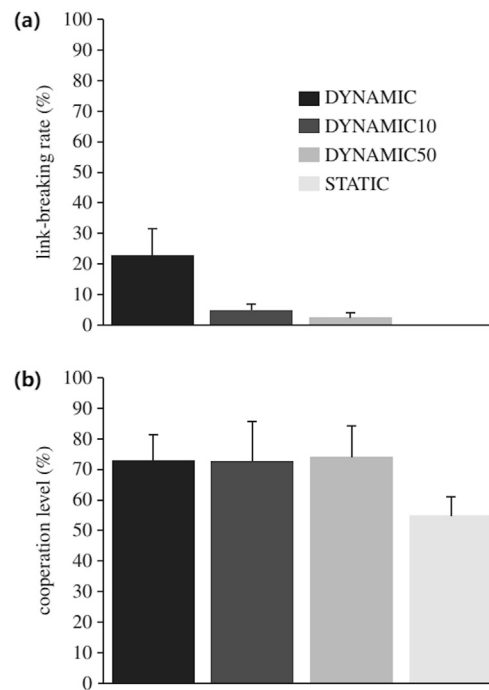 (a)
link-breaking rate (%)
100
90
80
70
60
50
40
30
20
10
0
DYNAMIC
DYNAMIC10
DYNAMIC50
STATIC
(b)
cooperation level (%)
100
90
80
70
60
50
40
30
20
10
0